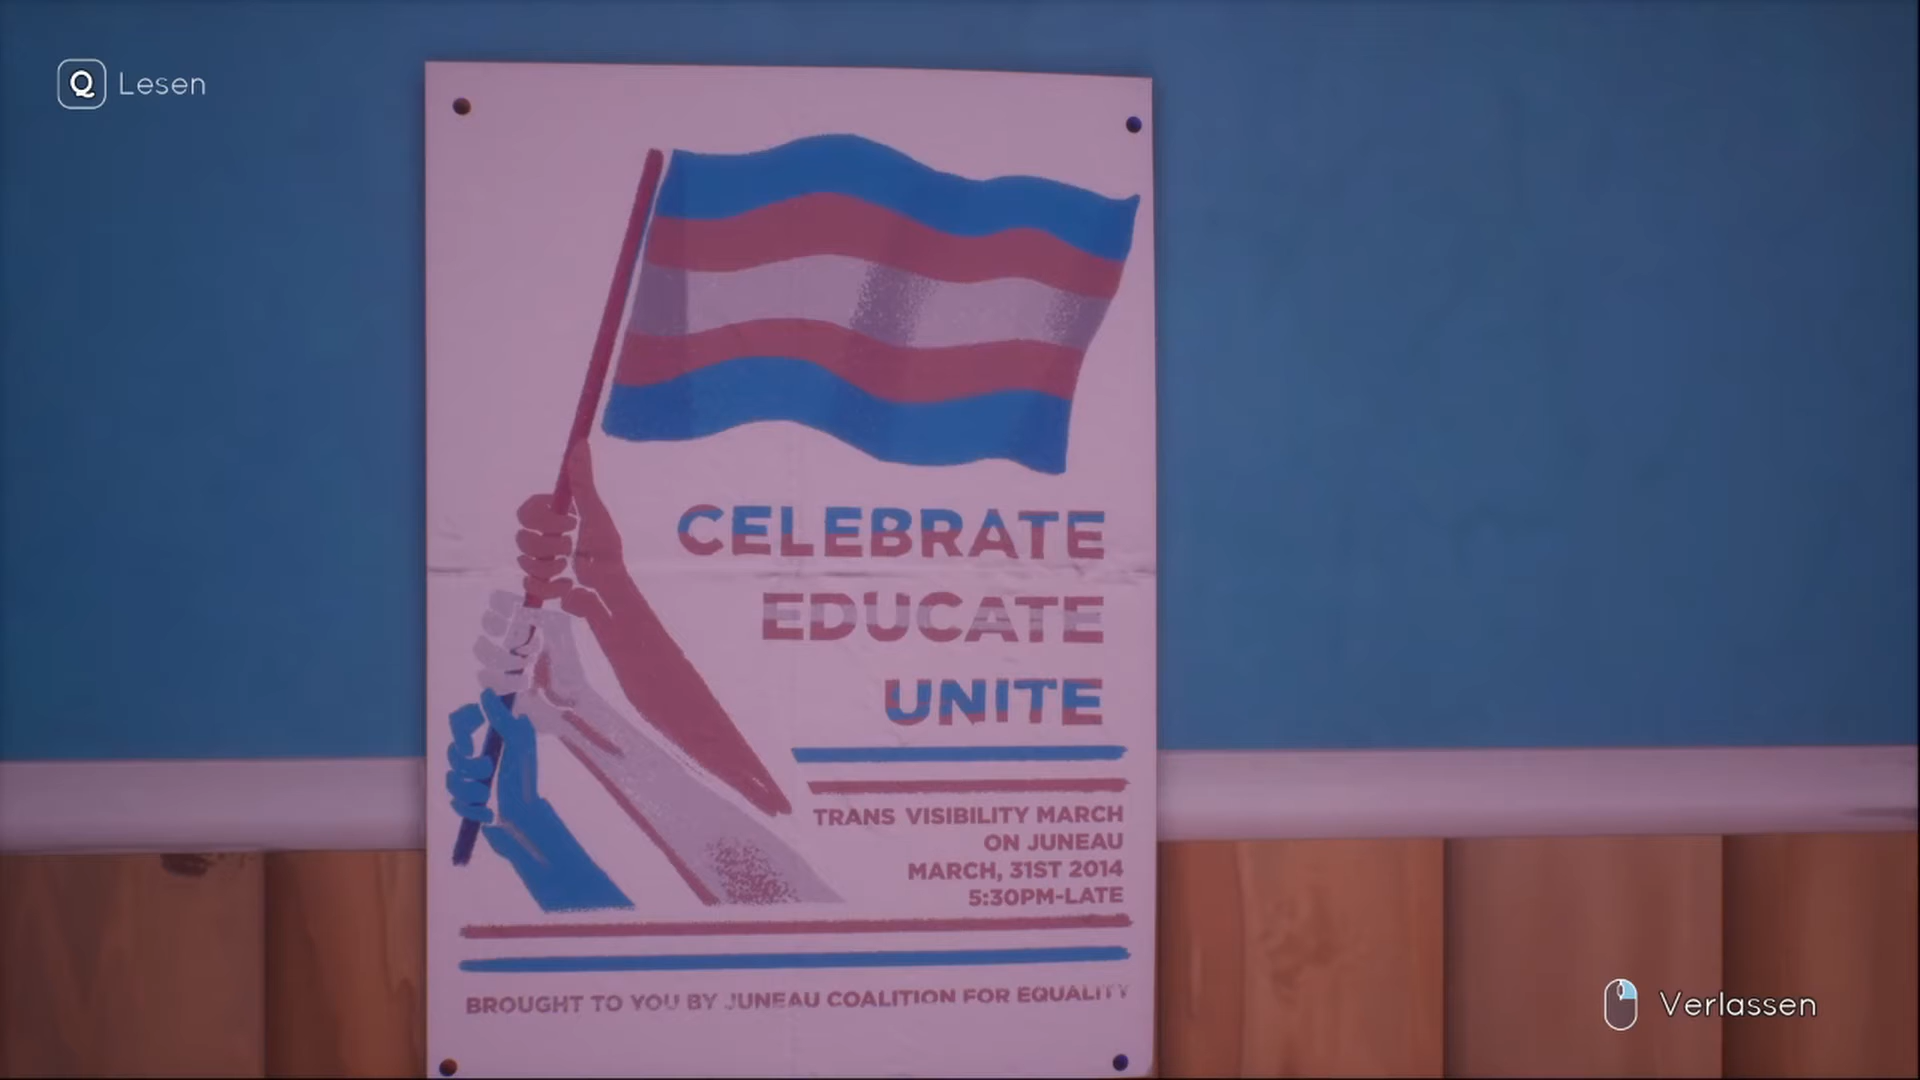 Q Lesen
CELEBRATE
EDUCATE
UNITE
TRANS VISIBILITY MARCH
ON JUNEAU
MARCH, 31ST 2014
5:30PM-LATE
BROUGHT TO YOU BY JUNEAU COALITION FOR EQUALITY
Verlassen